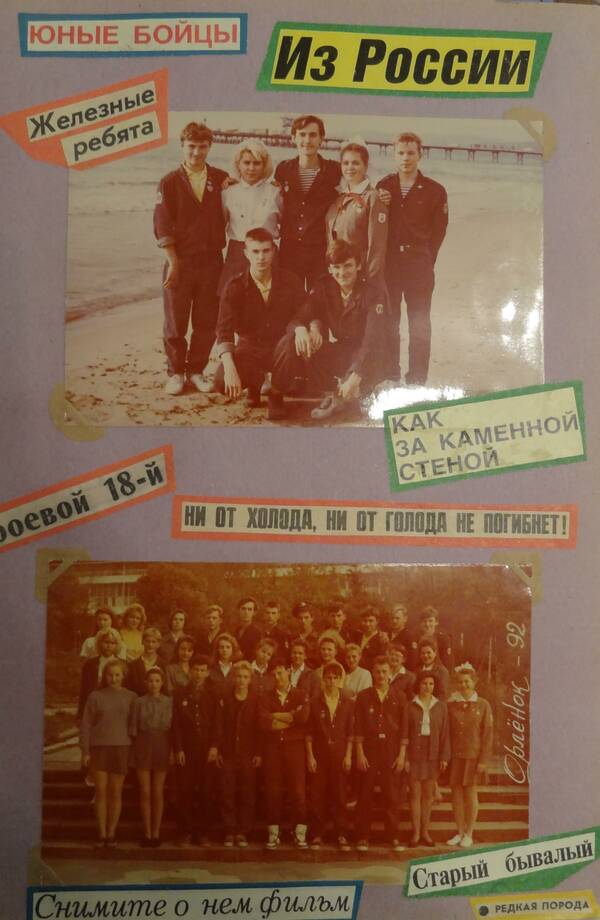 ЮНЫЕ БОЙЦЫ
Из России
Железные
ребята
КАК
ЗА КАМЕННОЙ
СТЕНОЙ
роевой 18-й
НИ ОТ ХОЛОДА, НИ ОТ ГОЛОДА НЕ ПОГИБНЕТ!
Орлёнок - 92
Старый бывалый
Снимите о нем фильм
РЕДКАЯ ПОРОДА